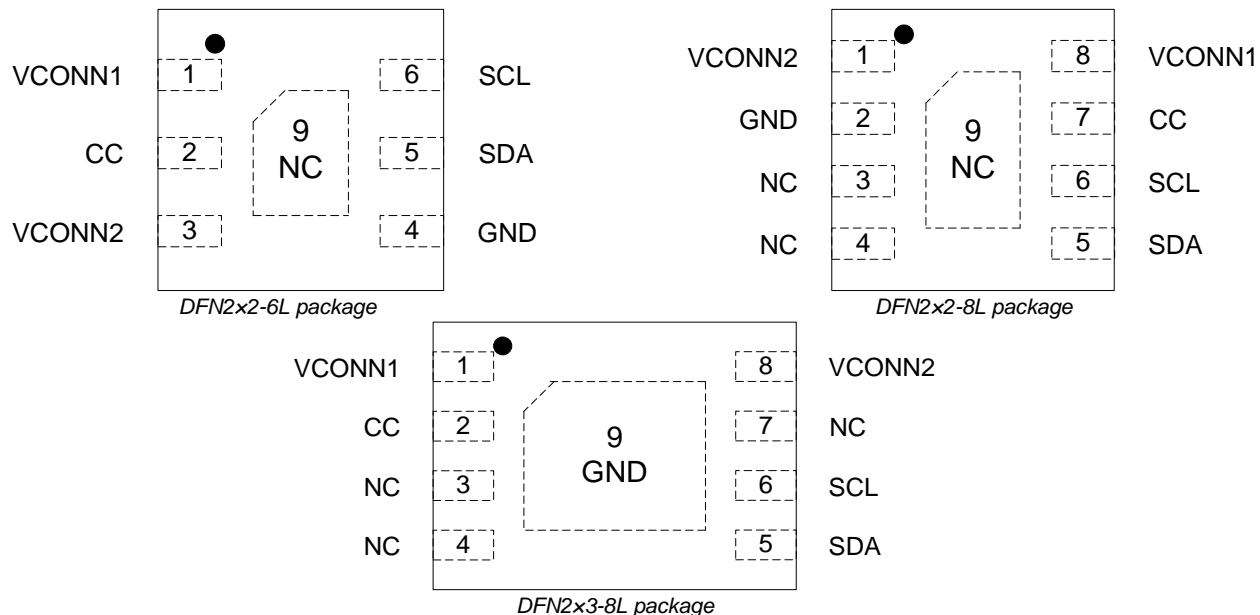 VCONN1 1 6 SCL
CC 2 5 SDA
VCONN2 3 4 GND
9
NC
DFN2×2-6L package
VCONN2 1 8 VCONN1
GND 2 7 CC
NC 3 6 SCL
NC 4 5 SDA
9
NC
DFN2×2-8L package
VCONN1 1 8 VCONN2
CC 2 7 NC
NC 3 6 SCL
NC 4 5 SDA
9
GND
DFN2×3-8L package